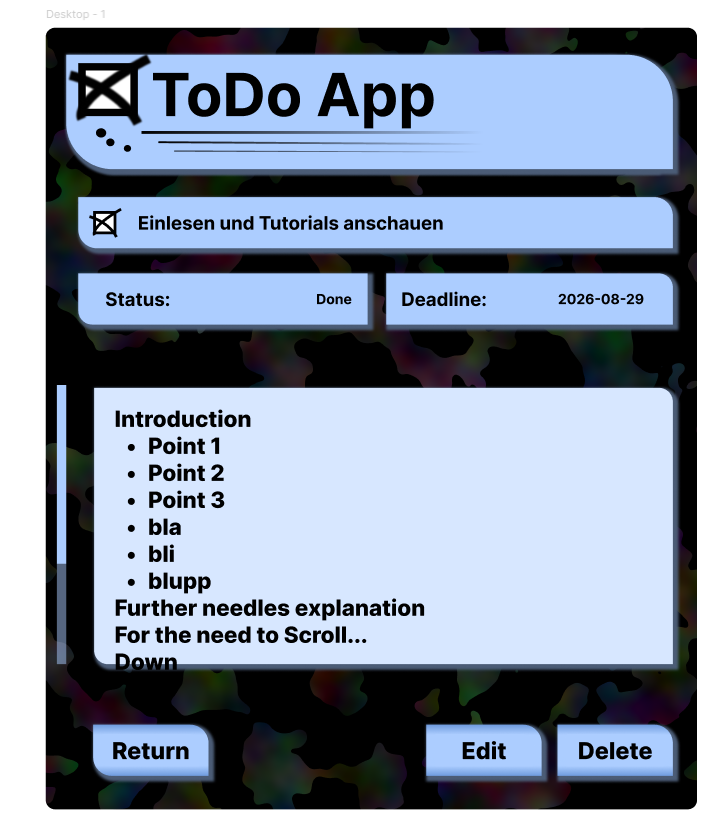 Desktop - 1
ToDo App
Einlesen und Tutorials anschauen
Status: Done
Deadline: 2026-08-29
Introduction
• Point 1
• Point 2
• Point 3
• bla
• bli
• blupp
Further needles explanation
For the need to Scroll...
Down
Return
Edit
Delete